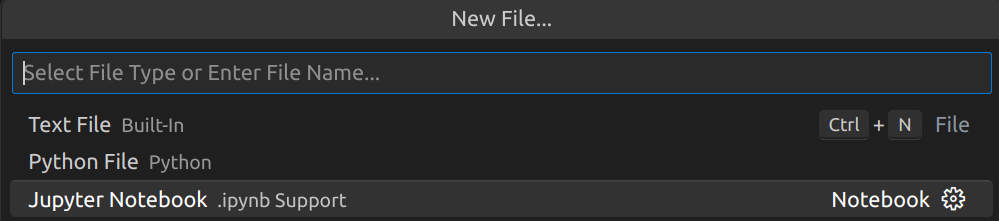 New File...
Select File Type or Enter File Name...
Text File Built-In Ctrl + N File
Python File Python
Jupyter Notebook .ipynb Support Notebook